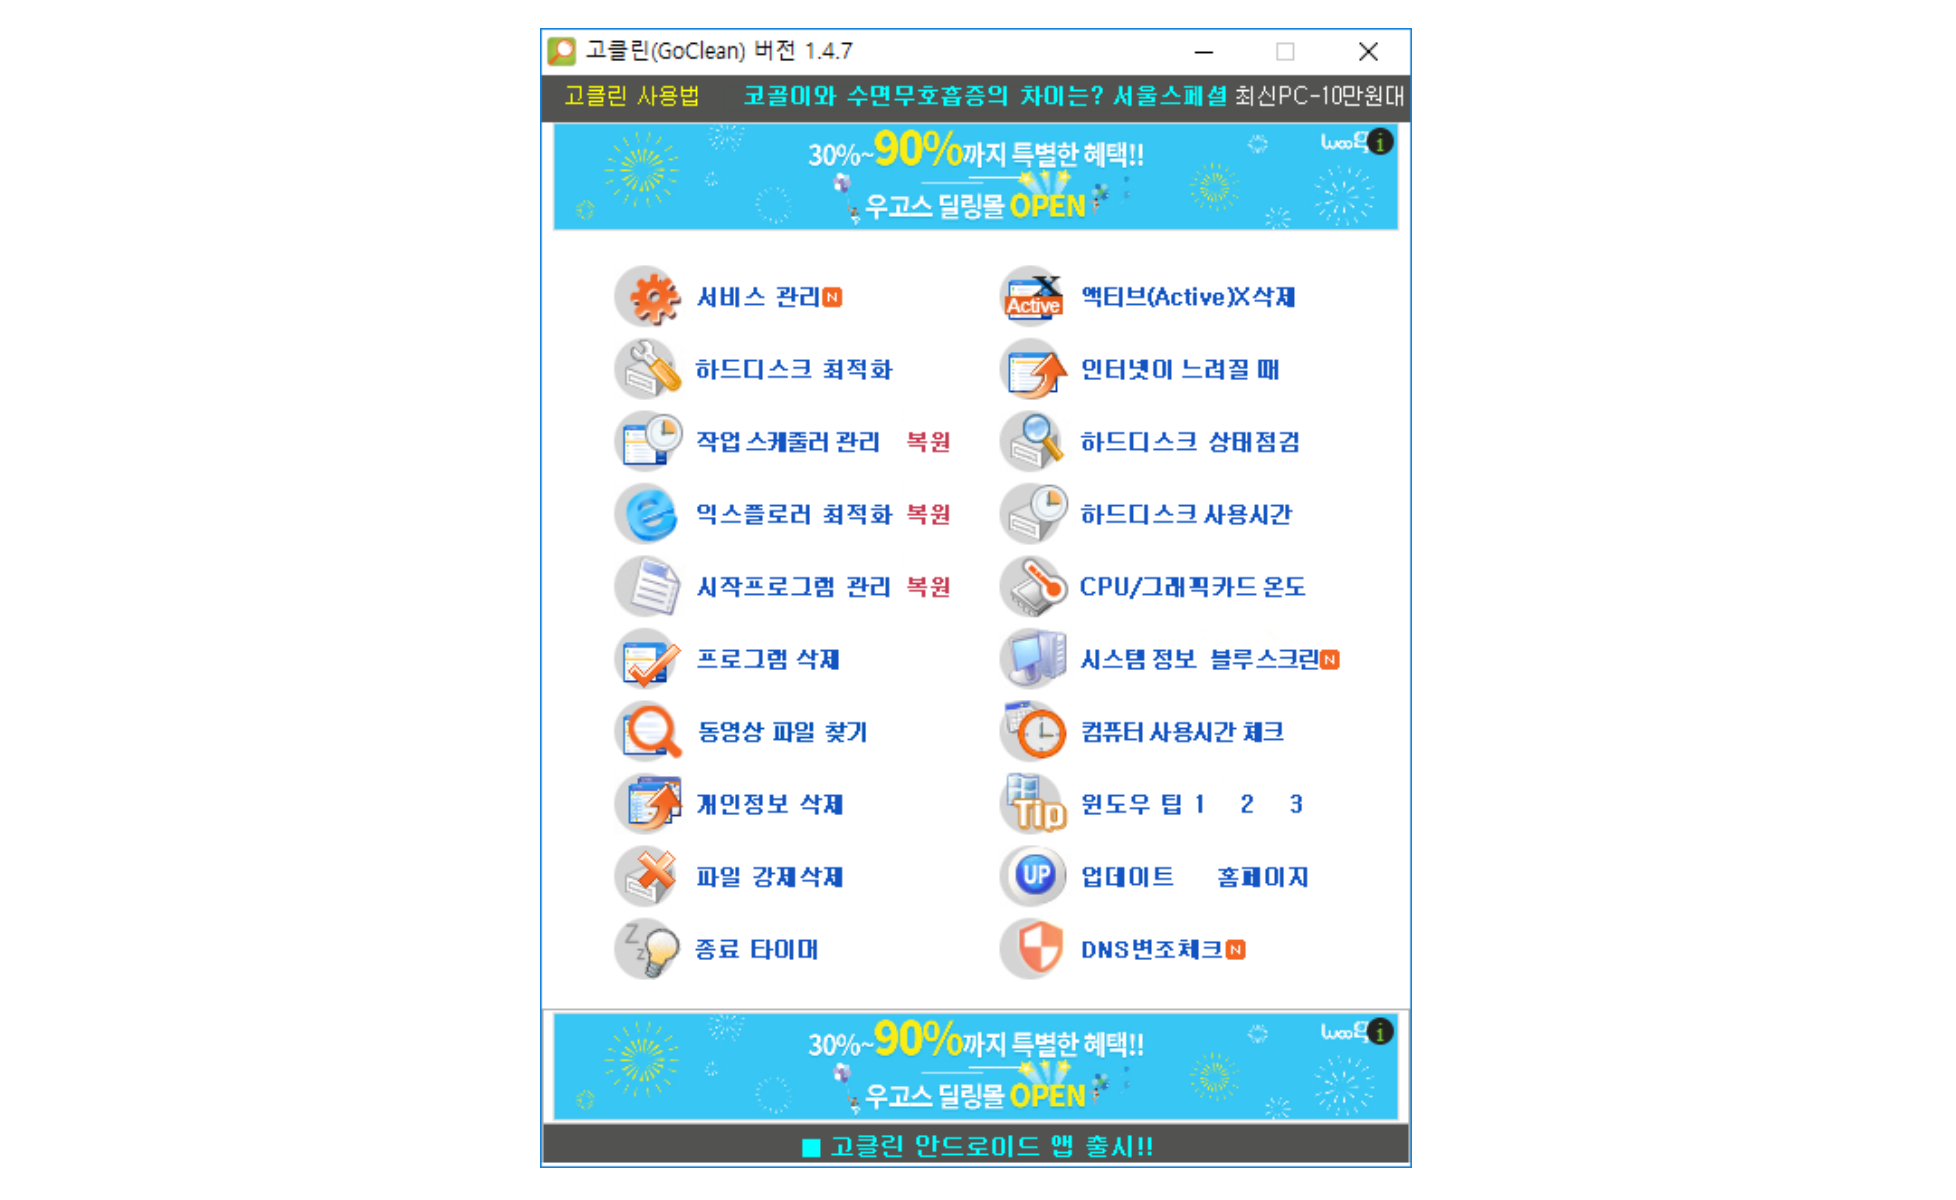 고클린(GoClean) 버전 1.4.7
고클린 사용법 코골이와 수면무호흡증의 차이는? 서울스페셜 최신PC-10만원대
30%~90%까지 특별한 혜택!!
우고스 딜링몰 OPEN
서비스 관리 N
하드디스크 최적화
작업 스케줄러 관리 복원
익스플로러 최적화 복원
시작프로그램 관리 복원
프로그램 삭제
동영상 파일 찾기
개인정보 삭제
파일 강제삭제
Zz 종료 타이머
X Active 액티브(Active)X삭제
인터넷이 느려질 때
하드디스크 상태점검
하드디스크 사용시간
CPU/그래픽카드 온도
시스템 정보 블루스크린 N
컴퓨터 사용시간 체크
Tip 윈도우 팁 1 2 3
UP 업데이트 홈페이지
DNS변조체크 N
30%~90%까지 특별한 혜택!!
우고스 딜링몰 OPEN
■ 고클린 안드로이드 앱 출시!!